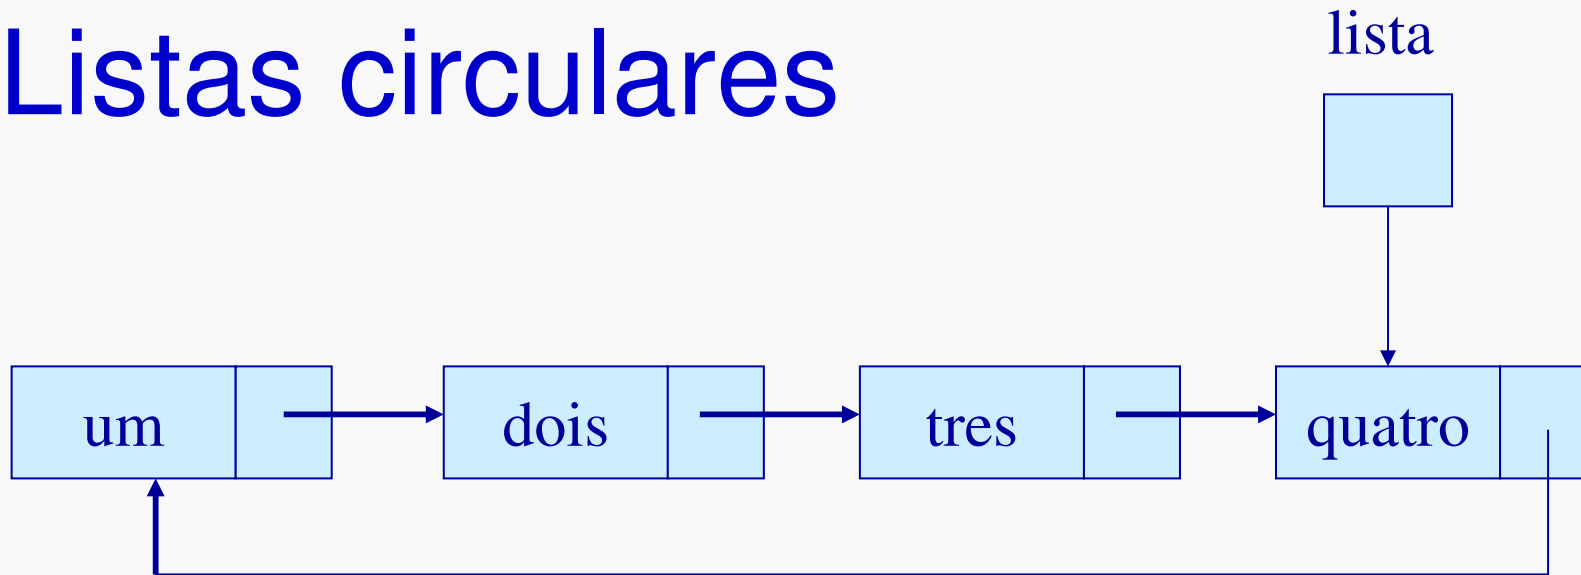 Listas circulares
lista
um
dois
tres
quatro